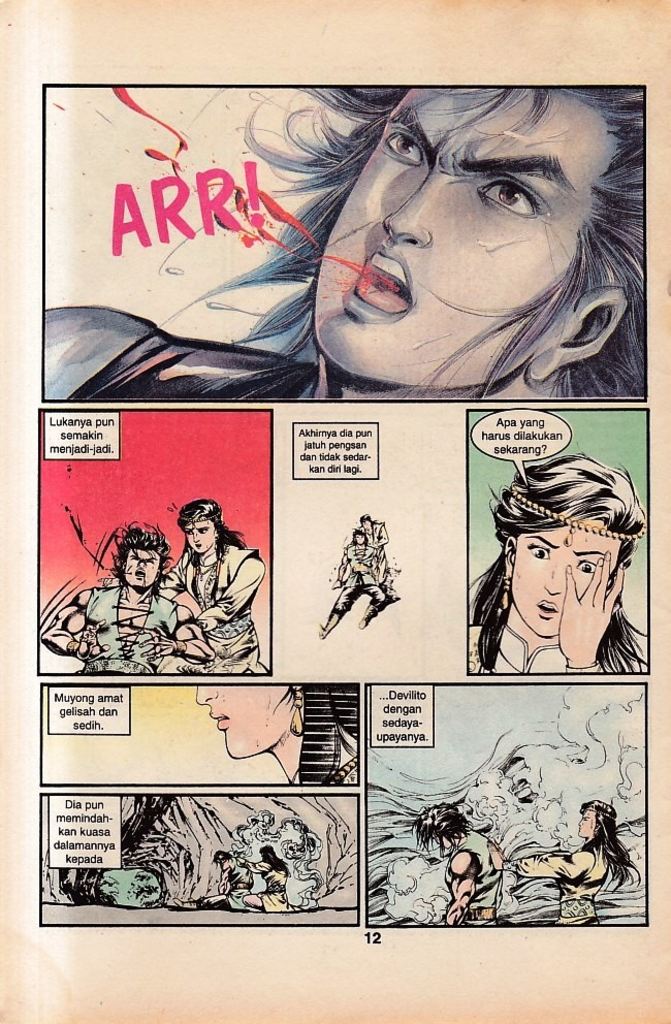 ARR!
Lukanya pun
semakin
menjadi-jadi.
Akhirnya dia pun
jatuh pengsan
dan tidak sedar-
kan diri lagi.
Apa yang
harus dilakukan
sekarang?
Muyong amat
gelisah dan
sedih.
Dia pun
memindah-
kan kuasa
dalamannya
kepada
...Devilito
dengan
sedaya-
upayanya.
12